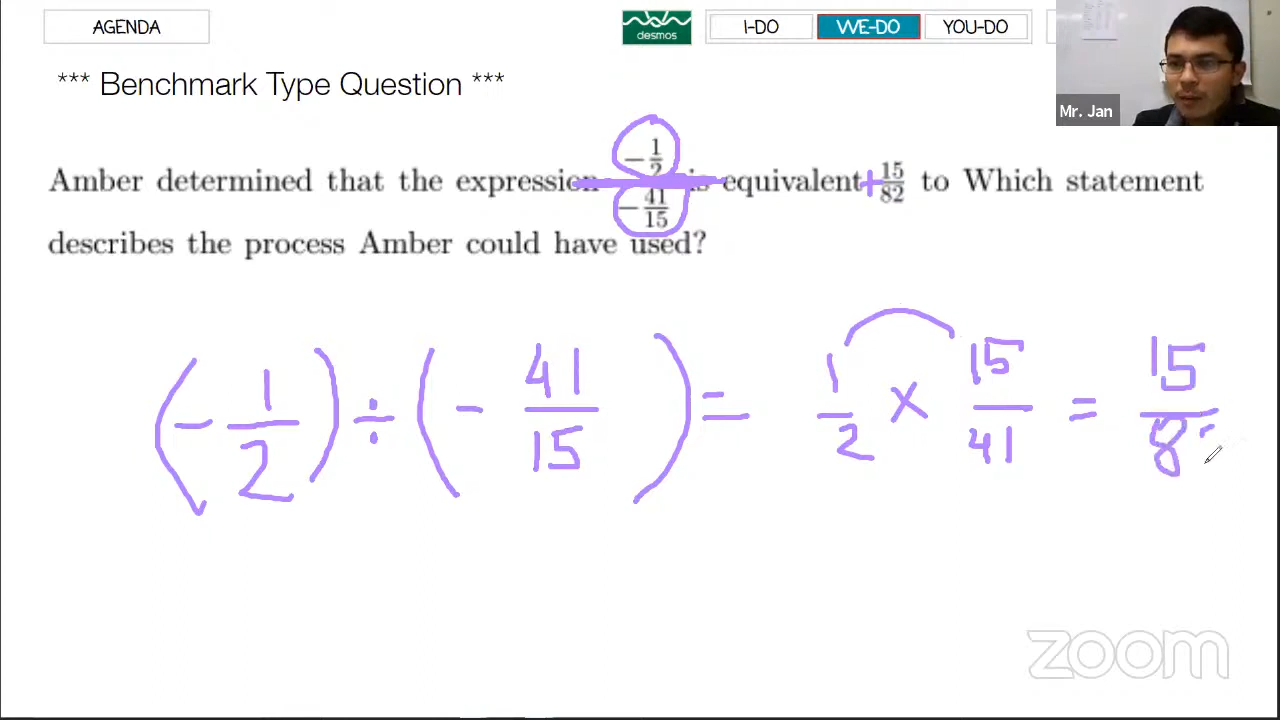 AGENDA
desmos
I-DO
WE-DO
YOU-DO
Mr. Jan
*** Benchmark Type Question ***
Amber determined that the expression -1/2 / -41/15 is equivalent +15/82 to Which statement
describes the process Amber could have used?
(-1/2) ÷ (-41/15) = 1/2 × 15/41 = 15/8
zoom